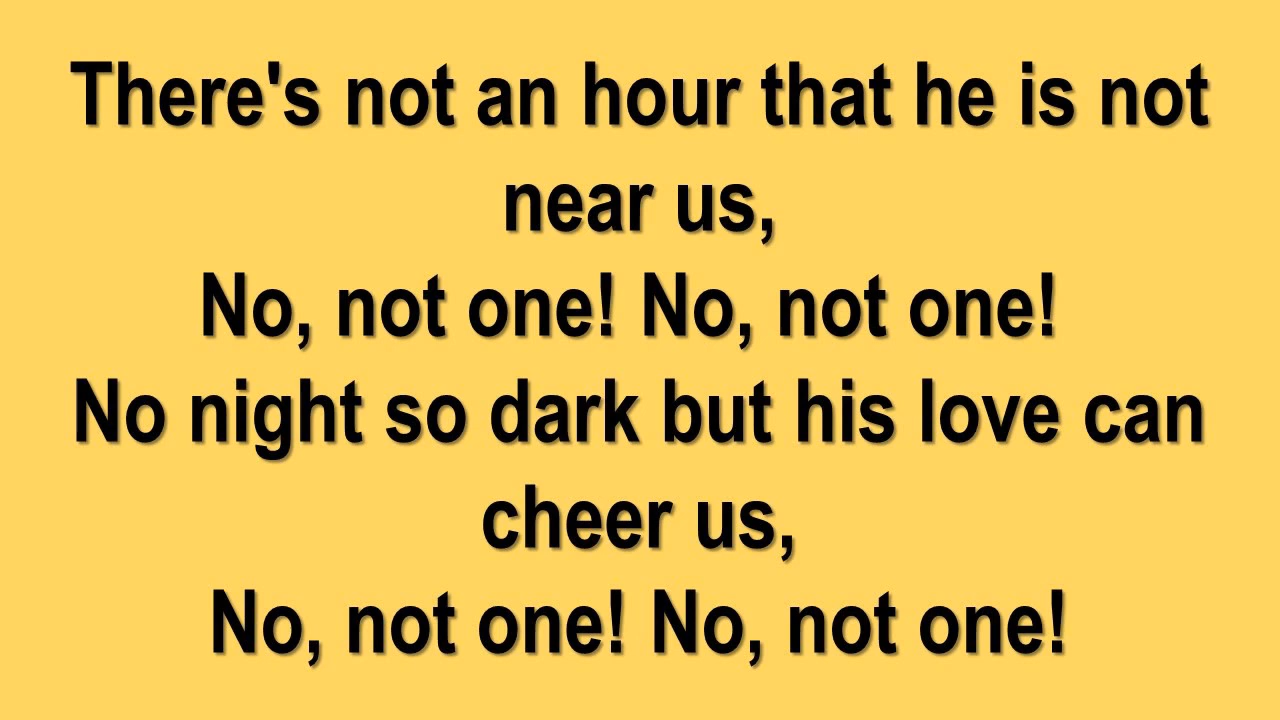 There's not an hour that he is not
near us,
No, not one! No, not one!
No night so dark but his love can
cheer us,
No, not one! No, not one!